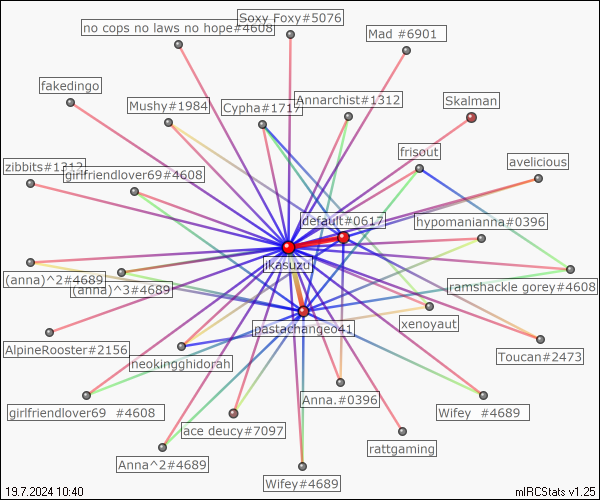 Soxy Foxy#5076
no cops no laws no hope#4608
Mad #6901
fakedingo
Mushy#1984
Cypha#1717
Annarchist#1312
Skalman
frisout
zibbits#1312
girlfriendlover69#4608
avelicious
default#0617
hypomanianna#0396
ikasuzu
(anna)^2#4689
(anna)^3#4689
ramshackle gorey#4608
pastachangeo41
xenoyaut
AlpineRooster#2156
neokingghidorah
Toucan#2473
Anna.#0396
girlfriendlover69 #4608
Wifey #4689
ace deucy#7097
rattgaming
Anna^2#4689
Wifey#4689
19.7.2024 10:40
mIRCStats v1.25